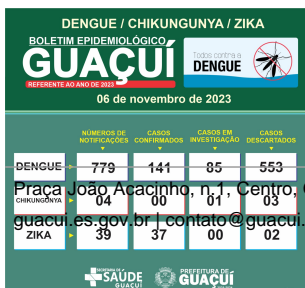 DENGUE / CHIKUNGUNYA / ZIKA
BOLETIM EPIDEMIOLÓGICO
GUAÇUÍ
REFERENTE AO ANO DE 2023
Todos contra a
DENGUE
06 de novembro de 2023
NÚMEROS DE NOTIFICAÇÕES CASOS CONFIRMADOS CASOS EM INVESTIGAÇÃO CASOS DESCARTADOS
DENGUE 779 141 85 553
Praça João Acacinho, n.1, Centro,
CHIKUNGUNYA 04 00 01 03
guacui.es.gov.br | contato@guacui.
ZIKA 39 37 00 02
SECRETARIA DE
SAÚDE
GUAÇUÍ
PREFEITURA DE
GUAÇUÍ